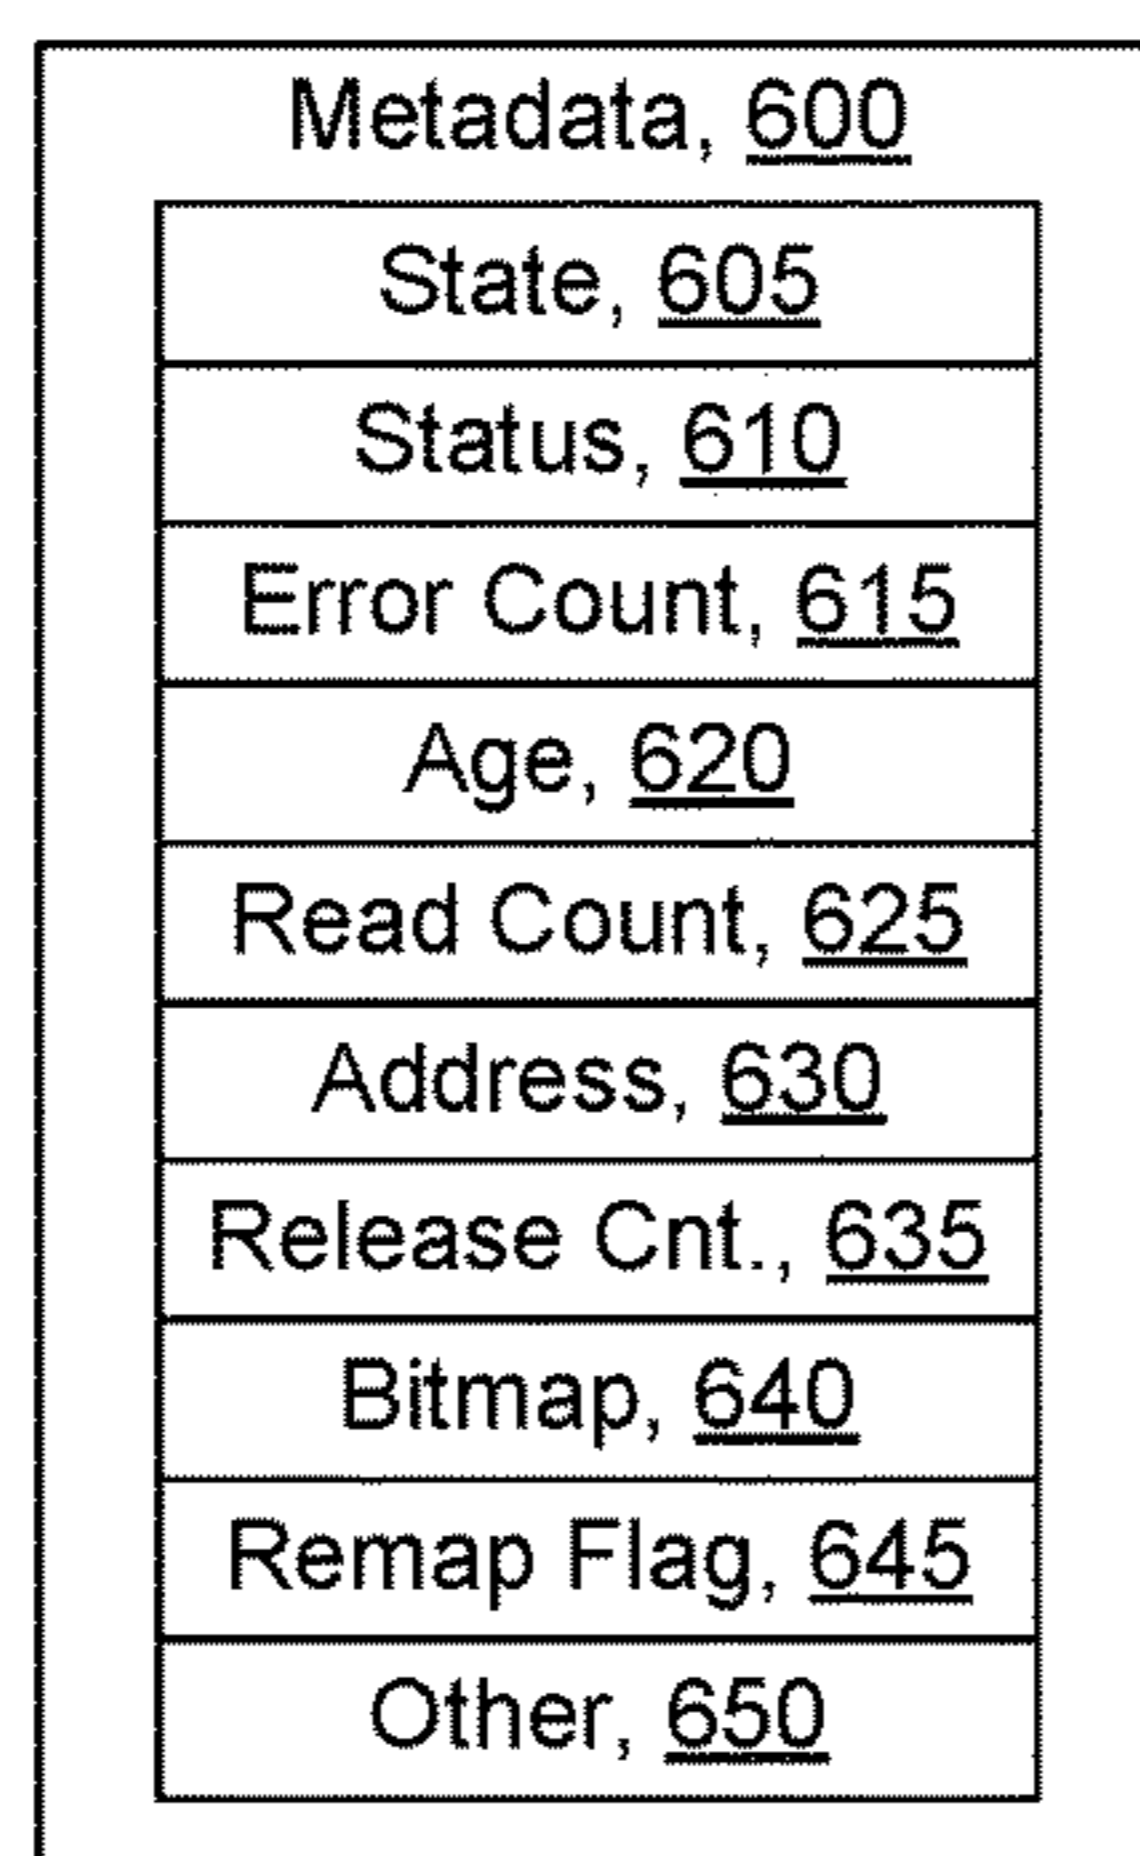 Metadata, 600
State, 605
Status, 610
Error Count, 615
Age, 620
Read Count, 625
Address, 630
Release Cnt., 635
Bitmap, 640
Remap Flag, 645
Other, 650